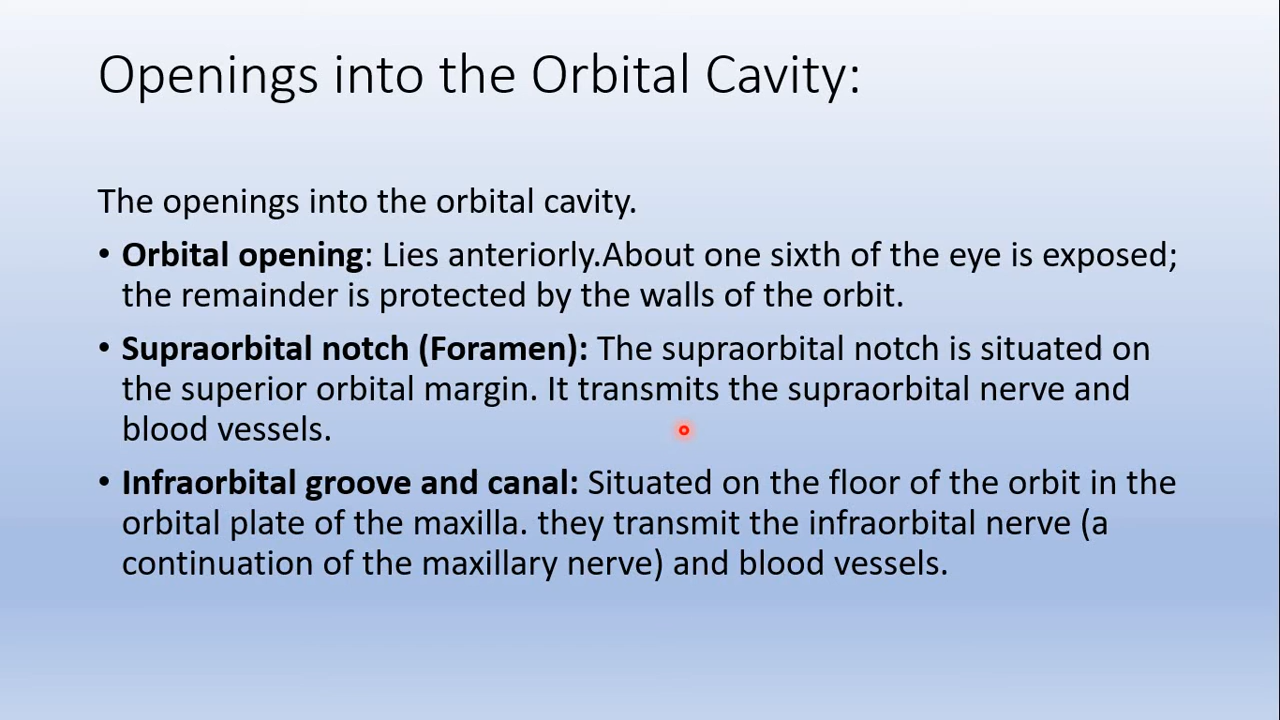 Openings into the Orbital Cavity:
The openings into the orbital cavity.
• Orbital opening: Lies anteriorly.About one sixth of the eye is exposed;
the remainder is protected by the walls of the orbit.
• Supraorbital notch (Foramen): The supraorbital notch is situated on
the superior orbital margin. It transmits the supraorbital nerve and
blood vessels.
• Infraorbital groove and canal: Situated on the floor of the orbit in the
orbital plate of the maxilla. they transmit the infraorbital nerve (a
continuation of the maxillary nerve) and blood vessels.